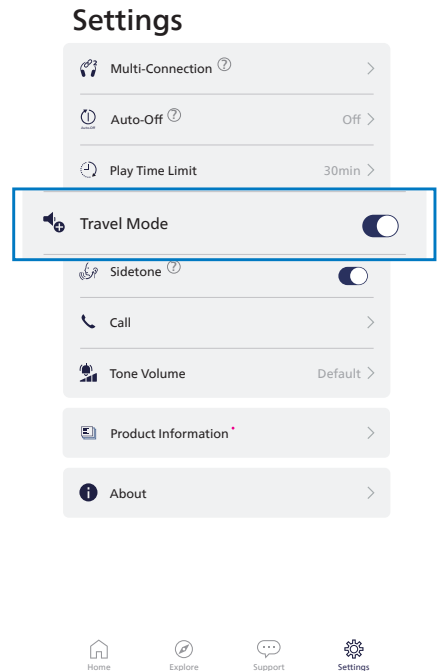 Settings
Multi-Connection ?
Auto-Off ?
Off
Play Time Limit
30min
Travel Mode
Sidetone ?
Call
Tone Volume
Default
Product Information
About
Home
Explore
Support
Settings